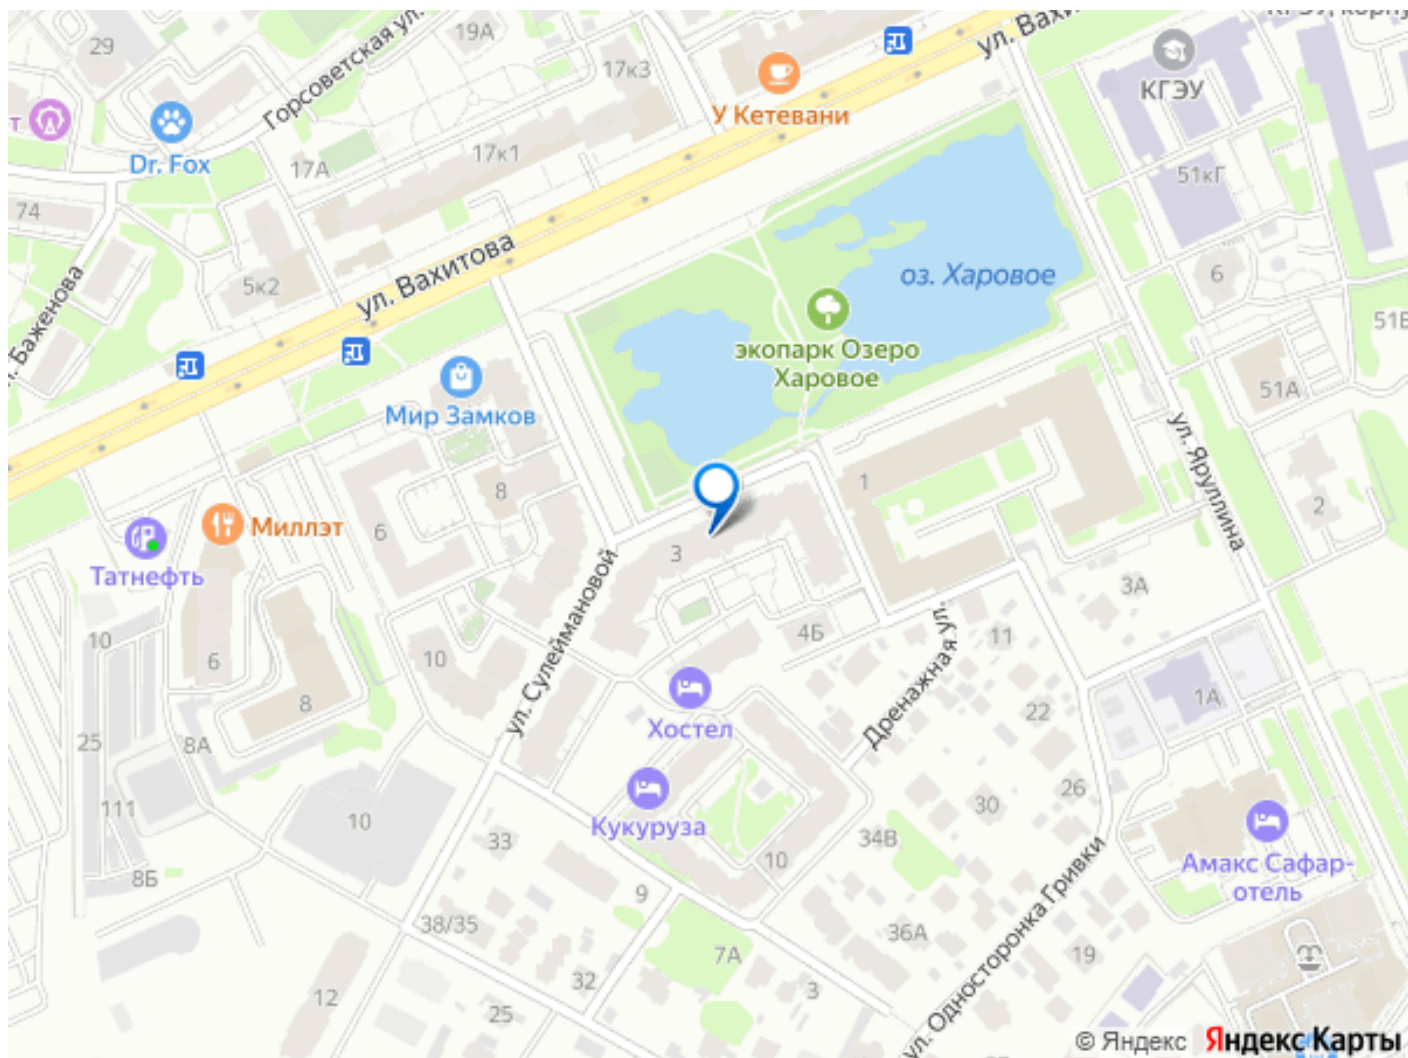 29
19А
Горсоветская ул.
ул. Вахитова
КГЭУ
17к3
У Кетевани
Dr. Fox
17к1
17А
51кГ
74
ул. Вахитова
5к2
Баженова
оз. Харовое
6
экопарк Озеро
Харовое
51А
Мир Замков
ул. Яруллина
8
1
2
6
Миллэт
Татнефть
3
3А
10
4Б
11
Дренажная ул.
ул. Сулеймановой
10
6
8
Хостел
1А
22
25
8А
26
111
10
Кукуруза
30
33
34В
10
Амакс Сафар-
отель
8Б
9
38/35
36А
ул. Односторонка Гривки
7А
19
32
3
12
25
© Яндекс Яндекс Карты